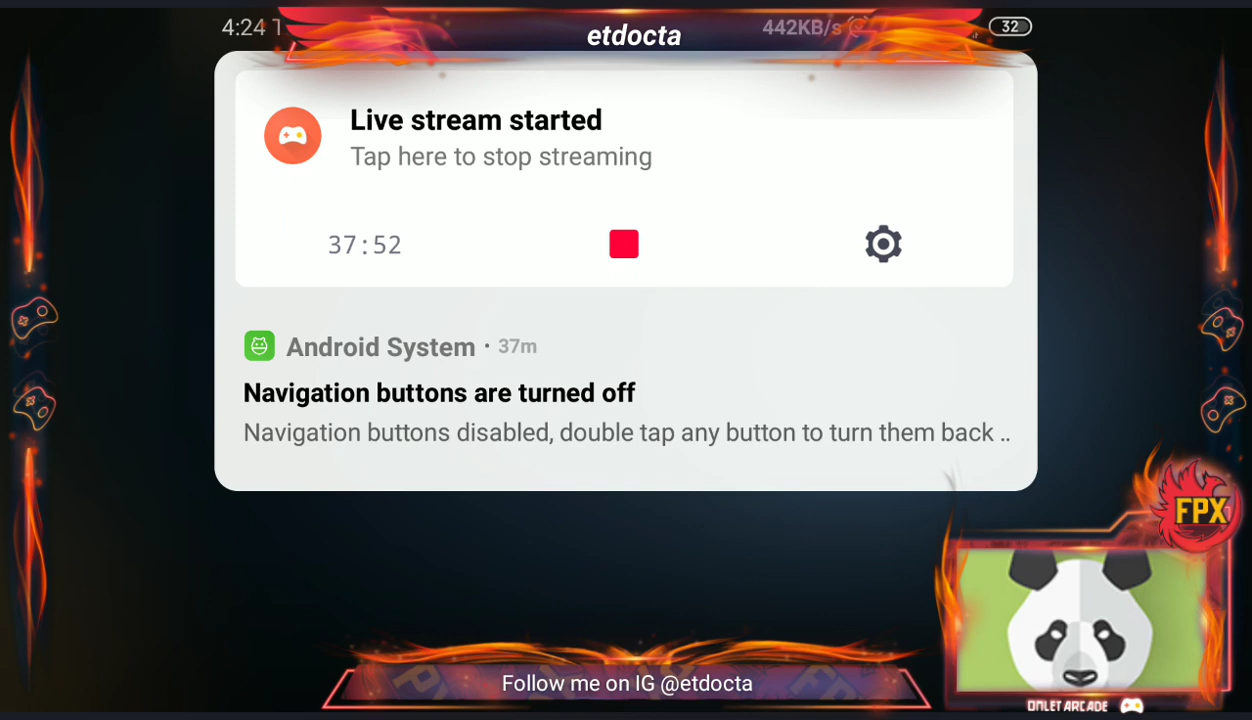 4:24
etdocta
442KB/s
32
Live stream started
Tap here to stop streaming
37:52
Android System · 37m
Navigation buttons are turned off
Navigation buttons disabled, double tap any button to turn them back ..
FPX
Follow me on IG @etdocta
OMLET ARCADE